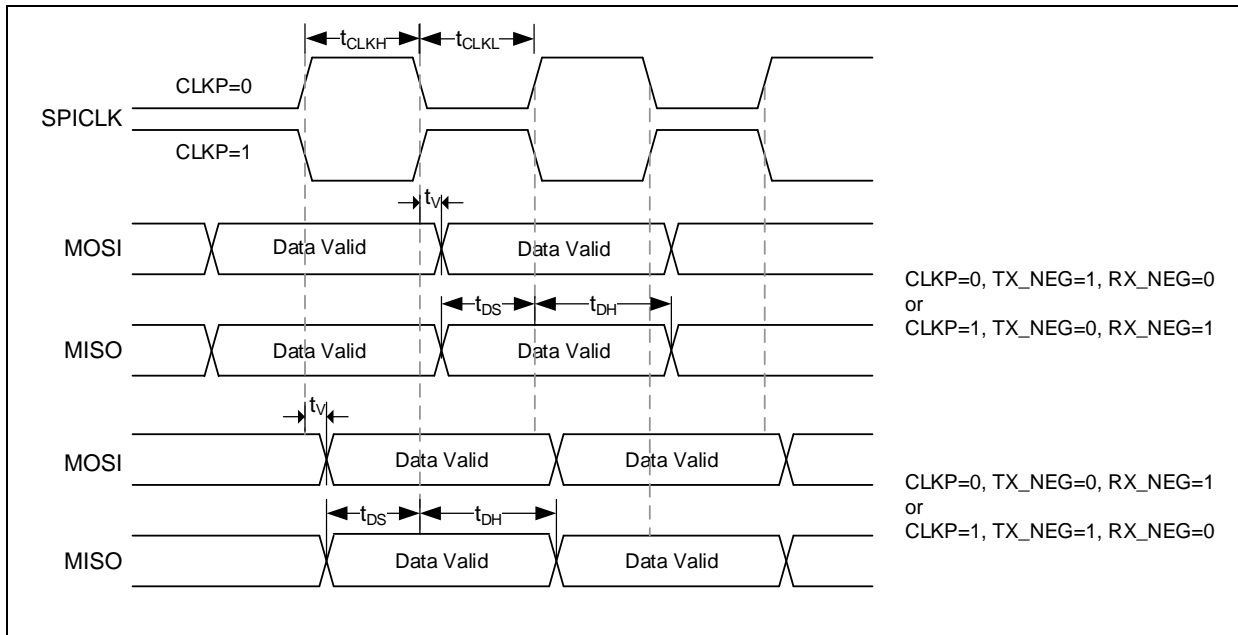 tCLKH tCLKL
CLKP=0
SPICLK
CLKP=1
tV
MOSI Data Valid Data Valid
tDS tDH
MISO Data Valid Data Valid
CLKP=0, TX_NEG=1, RX_NEG=0
or
CLKP=1, TX_NEG=0, RX_NEG=1
tV
MOSI Data Valid Data Valid
tDS tDH
MISO Data Valid Data Valid
CLKP=0, TX_NEG=0, RX_NEG=1
or
CLKP=1, TX_NEG=1, RX_NEG=0